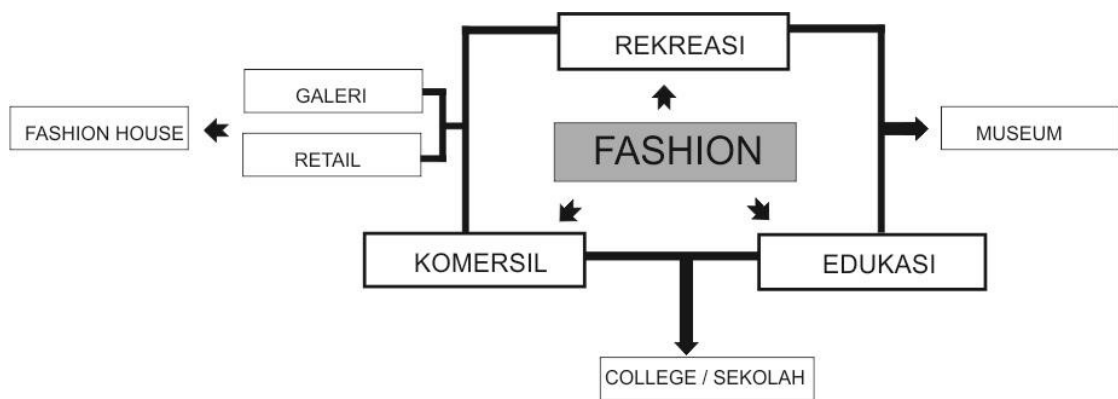 REKREASI
GALERI
FASHION HOUSE
RETAIL
FASHION
MUSEUM
KOMERSIL
EDUKASI
COLLEGE / SEKOLAH